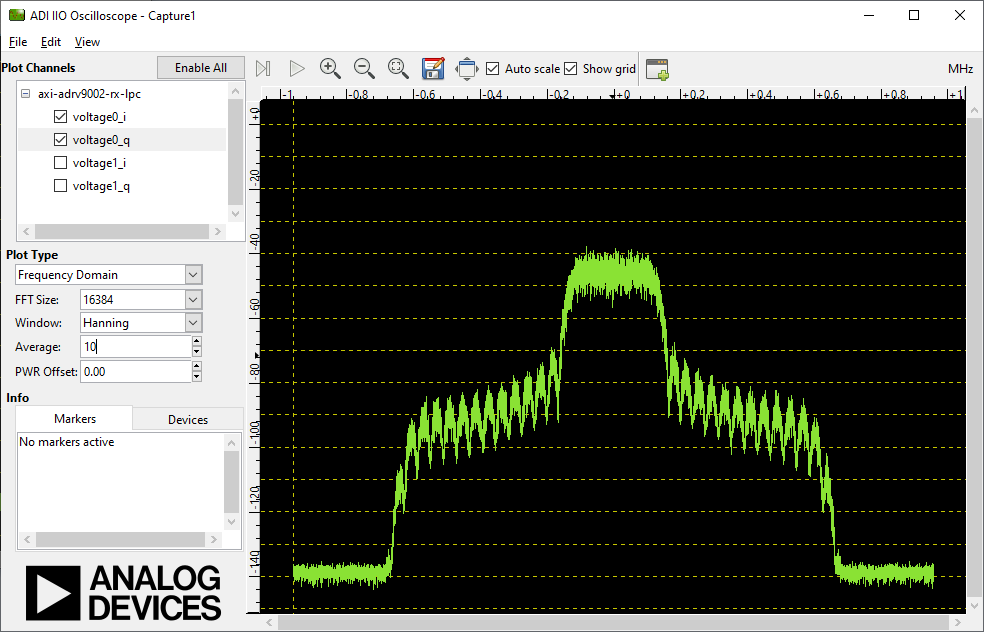 ADI IIO Oscilloscope - Capture1
File Edit View
Plot Channels Enable All Auto scale Show grid MHz
axi-adrv9002-rx-lpc
voltage0_i
voltage0_q
voltage1_i
voltage1_q
Plot Type
Frequency Domain
FFT Size: 16384
Window: Hanning
Average: 10
PWR Offset: 0.00
Info
Markers Devices
No markers active
ANALOG
DEVICES
-1 -0.8 -0.6 -0.4 -0.2 +0 +0.2 +0.4 +0.6 +0.8 +1
+0
-20
-40
-60
-80
-100
-120
-140